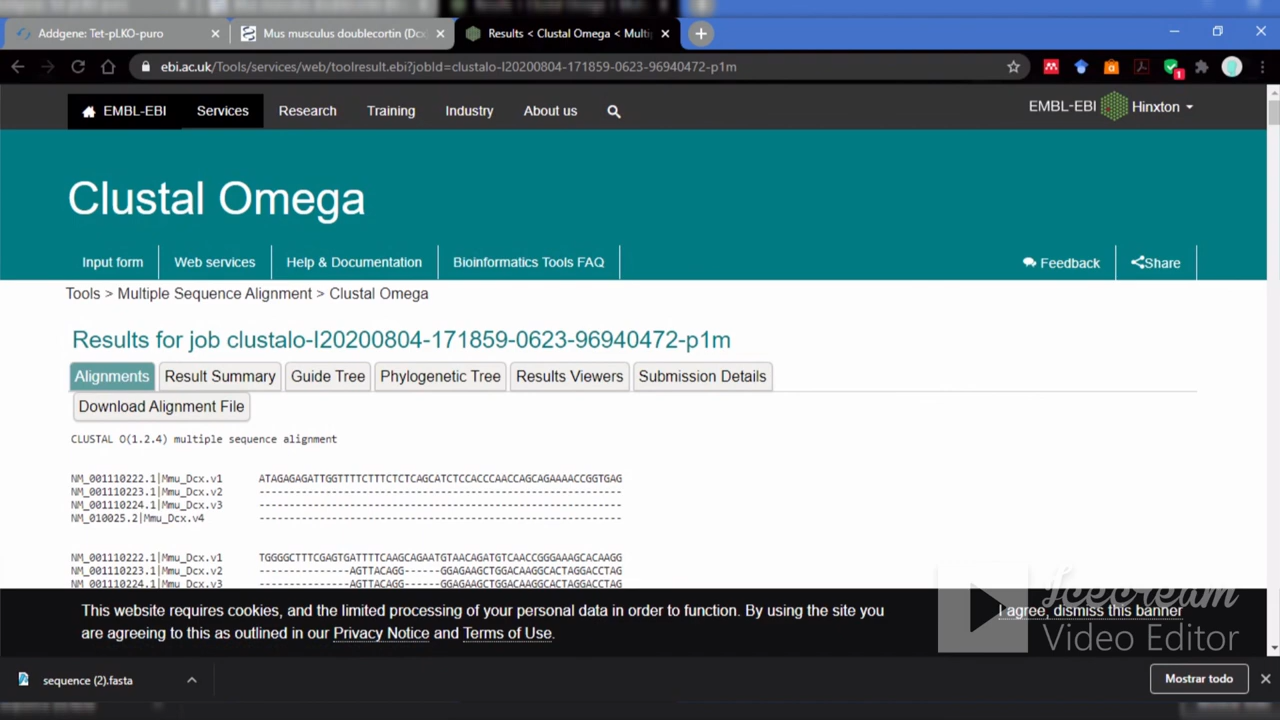 Addgene: Tet-pLKO-puro
Mus musculus doublecortin (Dcx)
Results < Clustal Omega < Multi
ebi.ac.uk/Tools/services/web/toolresult.ebi?jobId=clustalo-I20200804-171859-0623-96940472-p1m
1
EMBL-EBI Services Research Training Industry About us
EMBL-EBI Hinxton
Clustal Omega
Input form Web services Help & Documentation Bioinformatics Tools FAQ
Feedback Share
Tools > Multiple Sequence Alignment > Clustal Omega
Results for job clustalo-I20200804-171859-0623-96940472-p1m
Alignments Result Summary Guide Tree Phylogenetic Tree Results Viewers Submission Details
Download Alignment File
CLUSTAL O(1.2.4) multiple sequence alignment
NM_001110222.1|Mmu_Dcx.v1 ATAGAGAGATTGGTTTTCTTTCTCTCAGCATCTCCACCCAACCAGCAGAAAACCGGTGAG
NM_001110223.1|Mmu_Dcx.v2 ------------------------------------------------------------
NM_001110224.1|Mmu_Dcx.v3 ------------------------------------------------------------
NM_010025.2|Mmu_Dcx.v4 ------------------------------------------------------------
NM_001110222.1|Mmu_Dcx.v1 TGGGGCTTTCGAGTGATTTTCAAGCAGAATGTAACAGATGTCAACCGGGAAAGCACAAGG
NM_001110223.1|Mmu_Dcx.v2 ---------------AGTTACAGG------GGAGAAGCTGGACAAGGCACTAGGACCTAG
NM_001110224.1|Mmu_Dcx.v3 ---------------AGTTACAGG------GGAGAAGCTGGACAAGGCACTAGGACCTAG
This website requires cookies, and the limited processing of your personal data in order to function. By using the site you
are agreeing to this as outlined in our Privacy Notice and Terms of Use.
I agree, dismiss this banner
Icecream
Video Editor
sequence (2).fasta
Mostrar todo